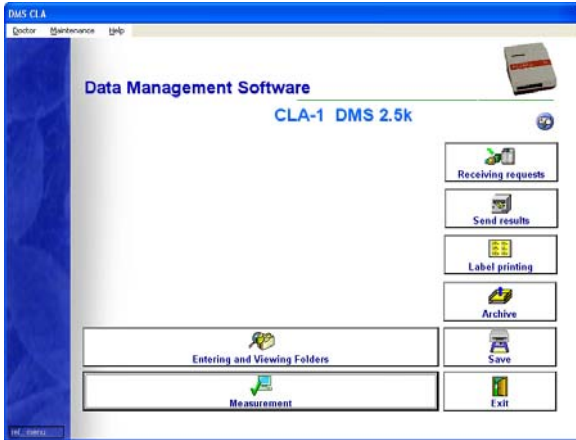 DMS CLA
Doctor Maintenance Help
Data Management Software
CLA-1 DMS 2.5k
Receiving requests
Send results
Label printing
Archive
Entering and Viewing Folders
Save
Measurement
Exit